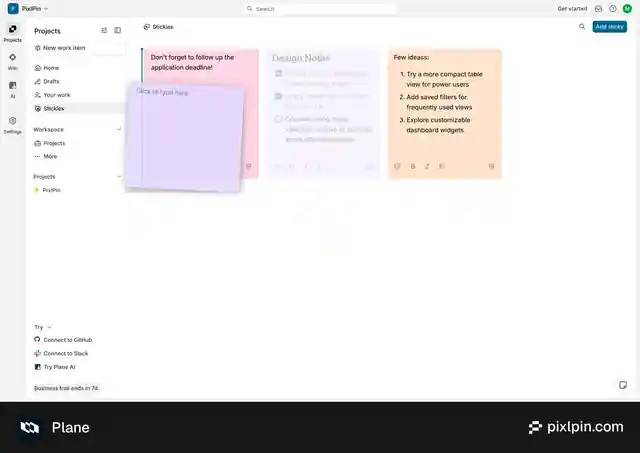 PixlPin
Search
Get started
M
P
Projects
Wiki
AI
Settings
Projects
New work item
Home
Drafts
Your work
Stickies
Workspace
Projects
More
Projects
PixlPin
Try
Connect to GitHub
Connect to Slack
Try Plane AI
Business trial ends in 7d
Stickies
Add sticky
Don't forget to follow up the
application deadline!
Click to type here
Design Notes
Few ideass:
1. Try a more compact table
view for power users
2. Add saved filters for
frequently used views
3. Explore customizable
dashboard widgets
B I
Plane
pixlpin.com